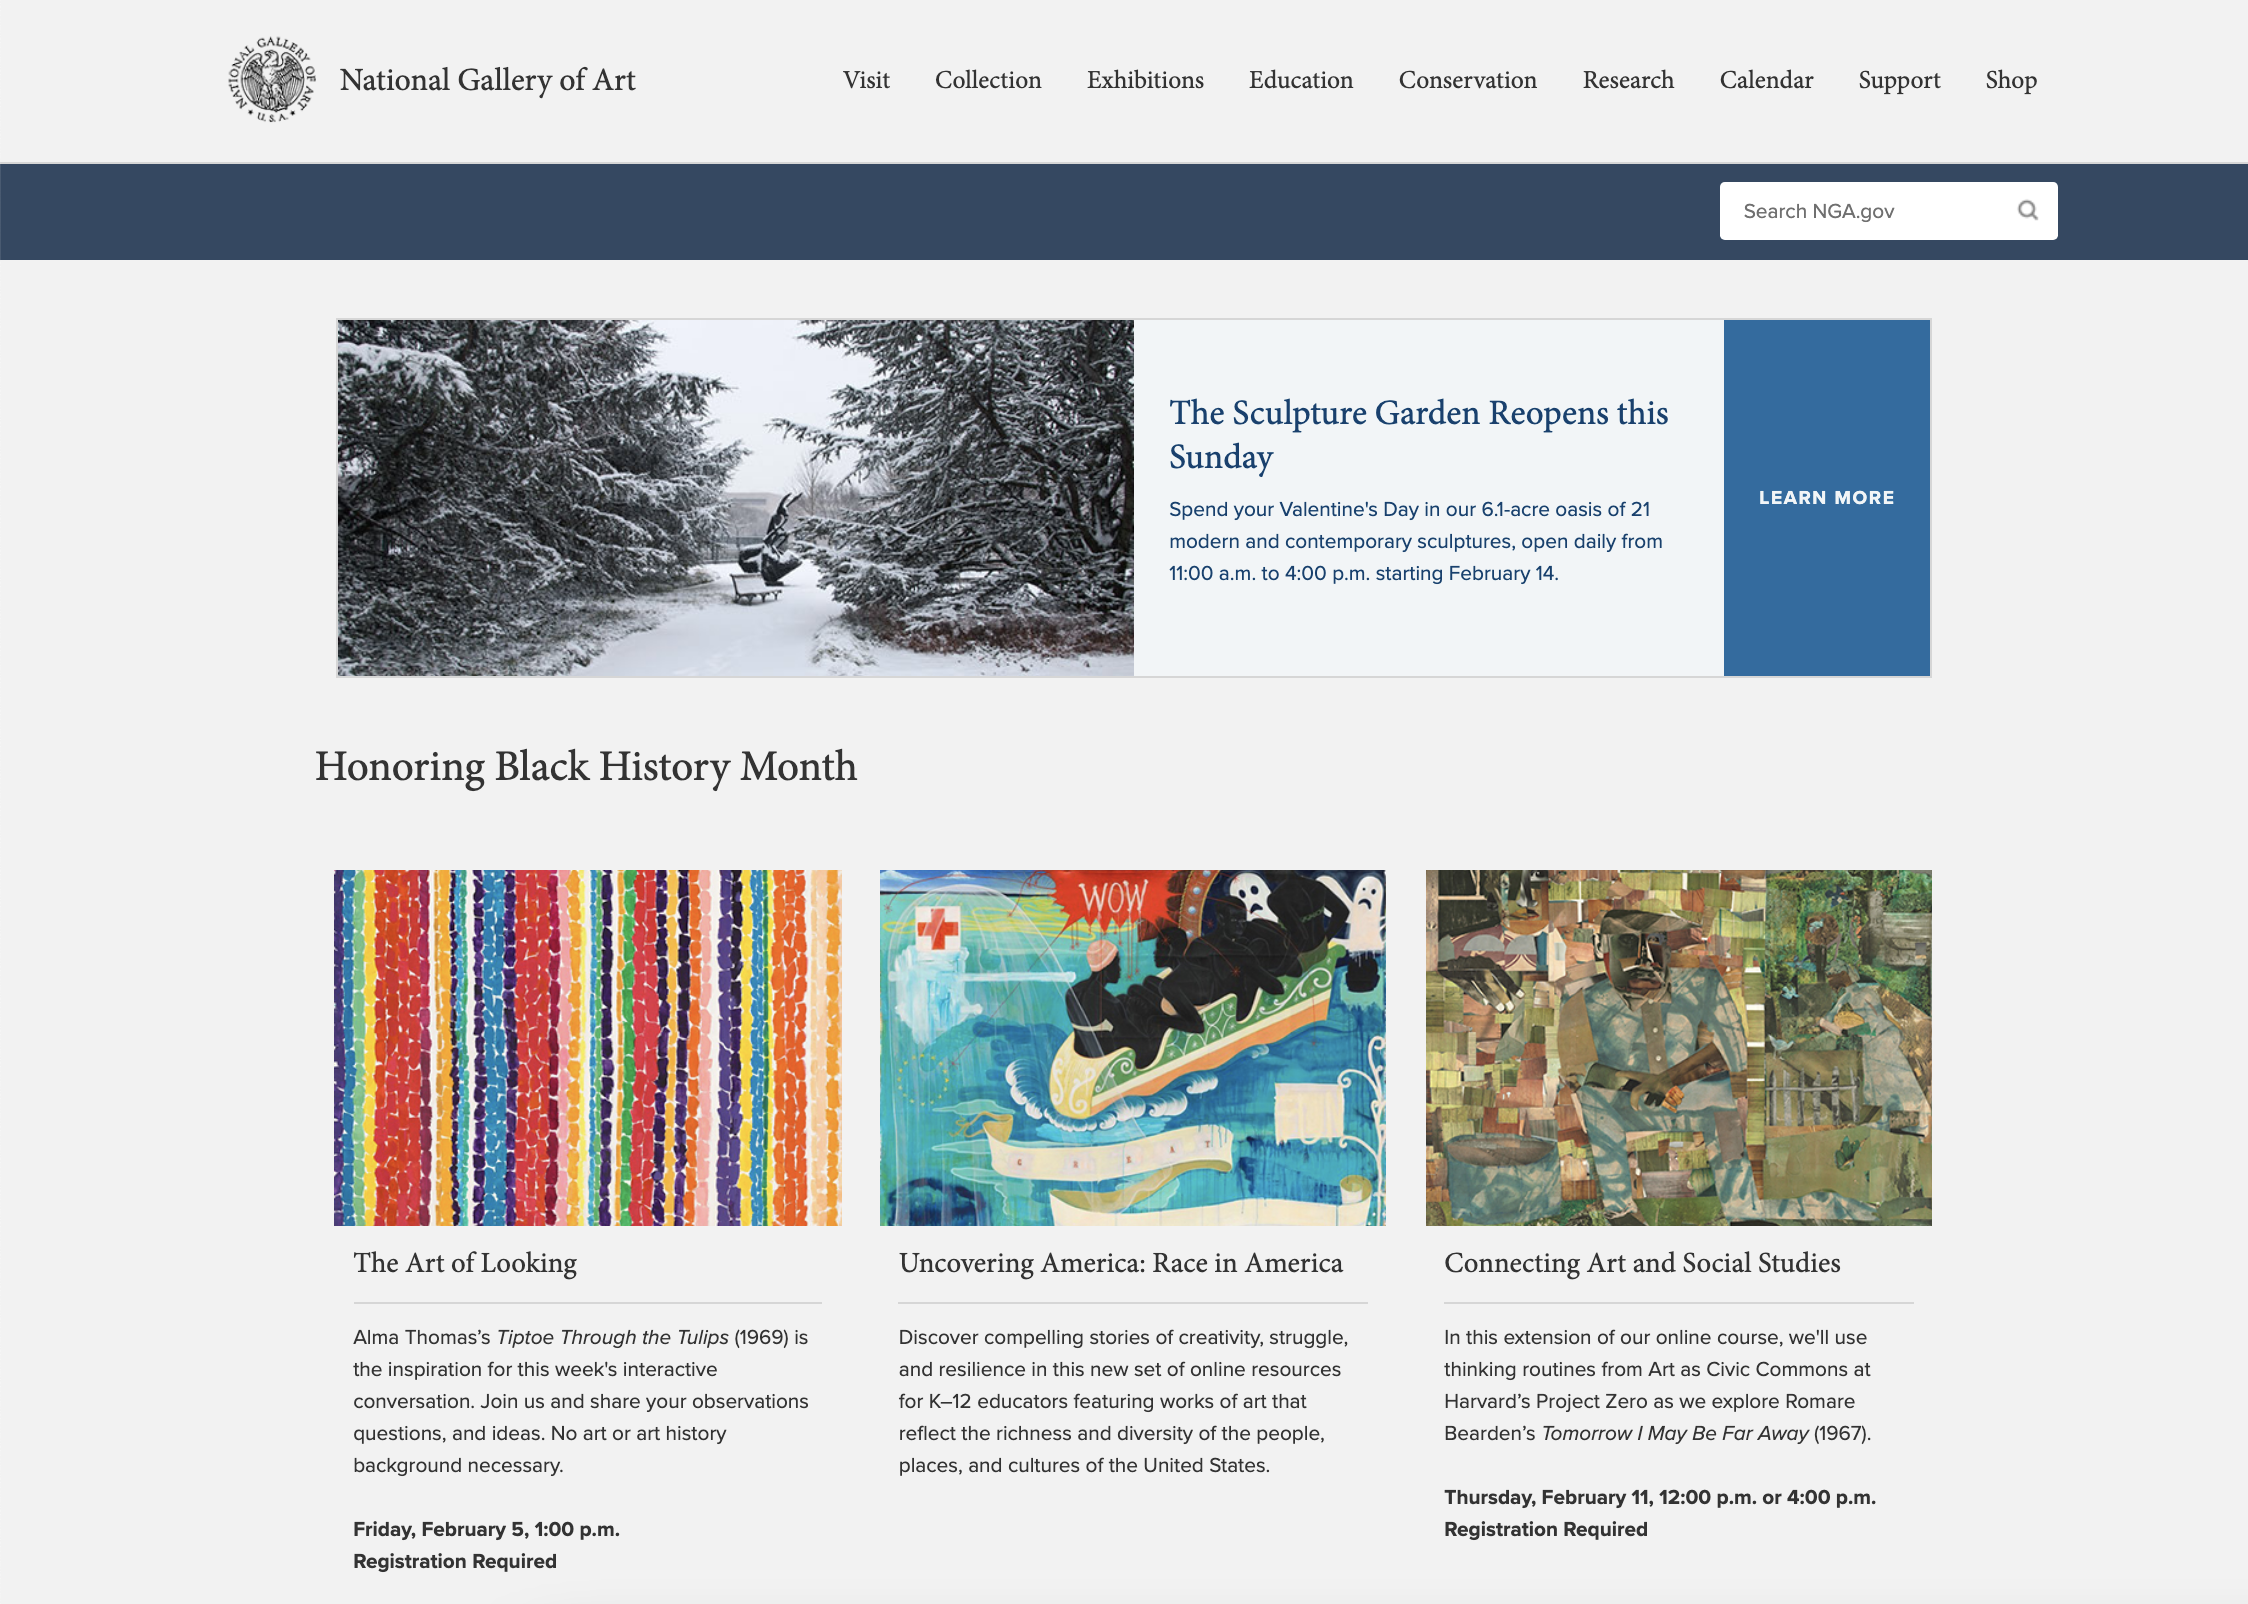 NATIONAL GALLERY OF ART
U.S.A.
National Gallery of Art
Visit
Collection
Exhibitions
Education
Conservation
Research
Calendar
Support
Shop
Search NGA.gov
The Sculpture Garden Reopens this
Sunday
Spend your Valentine's Day in our 6.1-acre oasis of 21
modern and contemporary sculptures, open daily from
11:00 a.m. to 4:00 p.m. starting February 14.
LEARN MORE
Honoring Black History Month
WOW
GREAT
The Art of Looking
Alma Thomas’s Tiptoe Through the Tulips (1969) is
the inspiration for this week's interactive
conversation. Join us and share your observations
questions, and ideas. No art or art history
background necessary.
Friday, February 5, 1:00 p.m.
Registration Required
Uncovering America: Race in America
Discover compelling stories of creativity, struggle,
and resilience in this new set of online resources
for K–12 educators featuring works of art that
reflect the richness and diversity of the people,
places, and cultures of the United States.
Connecting Art and Social Studies
In this extension of our online course, we'll use
thinking routines from Art as Civic Commons at
Harvard’s Project Zero as we explore Romare
Bearden’s Tomorrow I May Be Far Away (1967).
Thursday, February 11, 12:00 p.m. or 4:00 p.m.
Registration Required